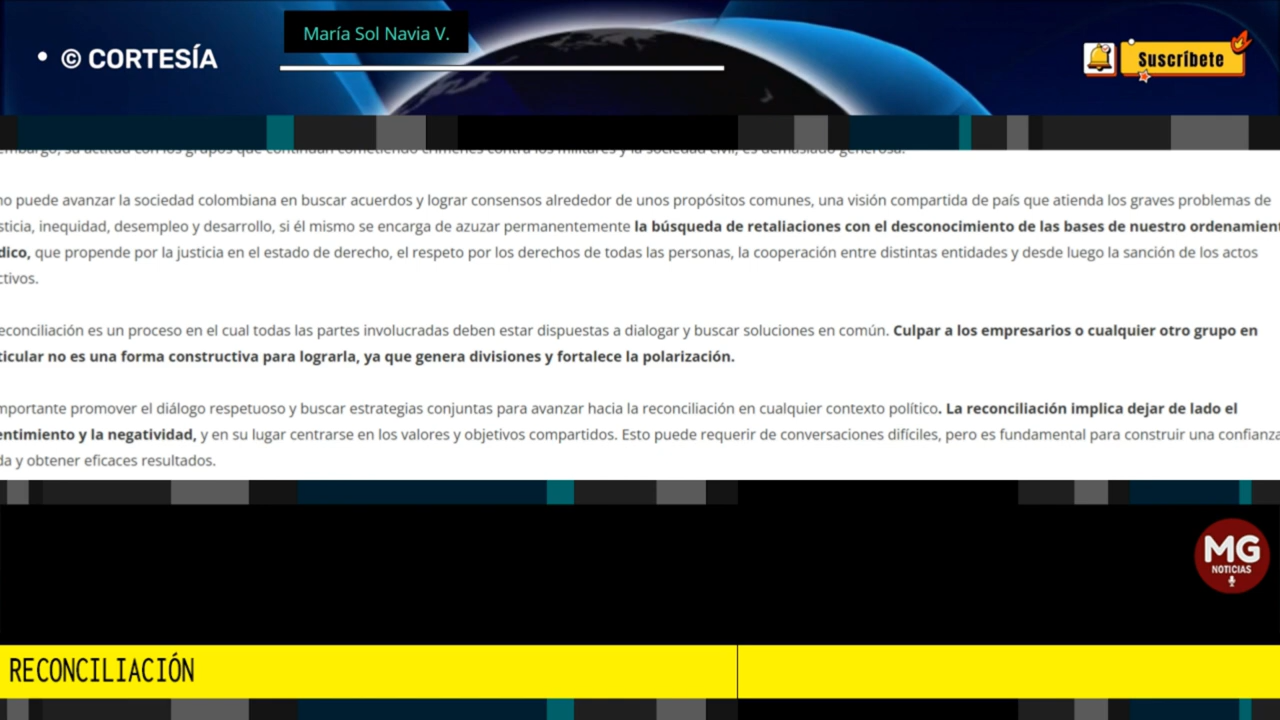 María Sol Navia V.
• © CORTESÍA
Suscríbete
embargo, su actitud con los grupos que continúan cometiendo crímenes contra los militares y la sociedad civil, es demasiado generosa.
no puede avanzar la sociedad colombiana en buscar acuerdos y lograr consensos alrededor de unos propósitos comunes, una visión compartida de país que atienda los graves problemas de
sticia, inequidad, desempleo y desarrollo, si él mismo se encarga de azuzar permanentemente la búsqueda de retaliaciones con el desconocimiento de las bases de nuestro ordenamient
dico, que propende por la justicia en el estado de derecho, el respeto por los derechos de todas las personas, la cooperación entre distintas entidades y desde luego la sanción de los actos
ctivos.
econciliación es un proceso en el cual todas las partes involucradas deben estar dispuestas a dialogar y buscar soluciones en común. Culpar a los empresarios o cualquier otro grupo en
ticular no es una forma constructiva para lograrla, ya que genera divisiones y fortalece la polarización.
mportante promover el diálogo respetuoso y buscar estrategias conjuntas para avanzar hacia la reconciliación en cualquier contexto político. La reconciliación implica dejar de lado el
entimiento y la negatividad, y en su lugar centrarse en los valores y objetivos compartidos. Esto puede requerir de conversaciones difíciles, pero es fundamental para construir una confianza
da y obtener eficaces resultados.
MG
NOTICIAS
RECONCILIACIÓN